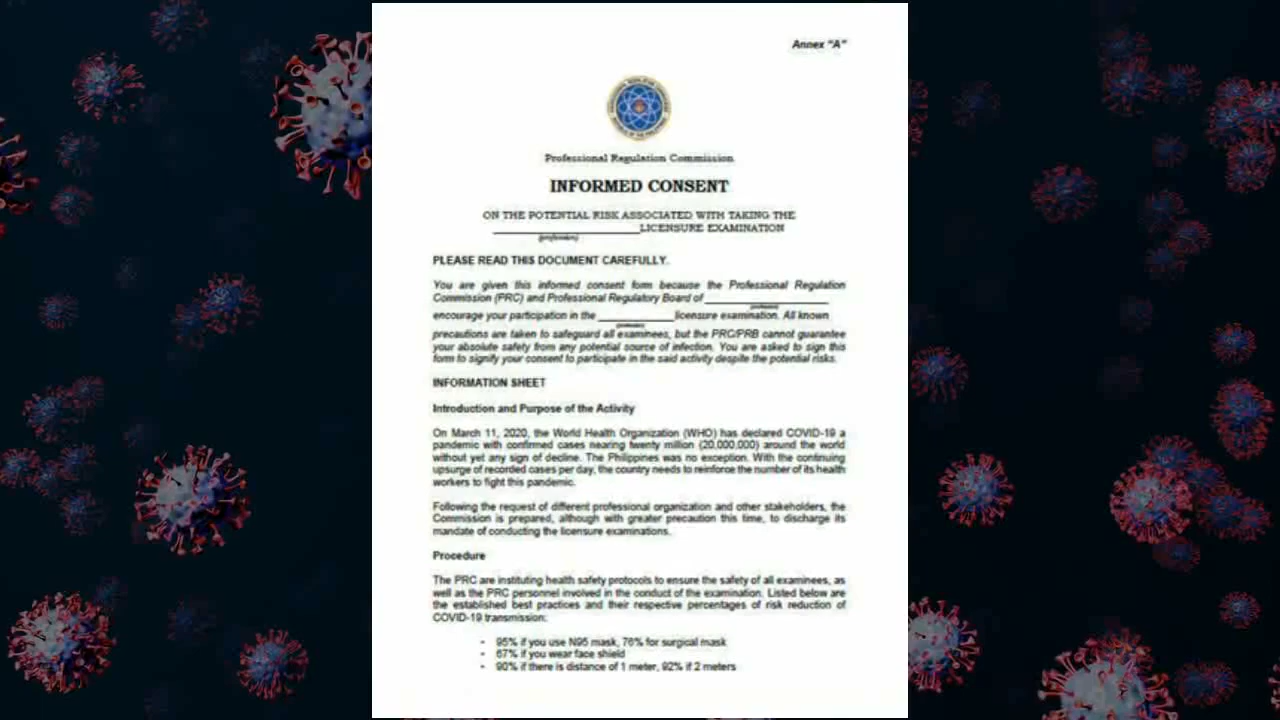 Annex "A"
Professional Regulation Commission
INFORMED CONSENT
ON THE POTENTIAL RISK ASSOCIATED WITH TAKING THE
____________________LICENSURE EXAMINATION
(profession)
PLEASE READ THIS DOCUMENT CAREFULLY.
You are given this informed consent form because the Professional Regulation
Commission (PRC) and Professional Regulatory Board of ____________________
(profession)
encourage your participation in the ____________licensure examination. All known
(profession)
precautions are taken to safeguard all examinees, but the PRC/PRB cannot guarantee
your absolute safety from any potential source of infection. You are asked to sign this
form to signify your consent to participate in the said activity despite the potential risks.
INFORMATION SHEET
Introduction and Purpose of the Activity
On March 11, 2020, the World Health Organization (WHO) has declared COVID-19 a
pandemic with confirmed cases nearing twenty million (20,000,000) around the world
without yet any sign of decline. The Philippines was no exception. With the continuing
upsurge of recorded cases per day, the country needs to reinforce the number of its health
workers to fight this pandemic.
Following the request of different professional organization and other stakeholders, the
Commission is prepared, although with greater precaution this time, to discharge its
mandate of conducting the licensure examinations.
Procedure
The PRC are instituting health safety protocols to ensure the safety of all examinees, as
well as the PRC personnel involved in the conduct of the examination. Listed below are
the established best practices and their respective percentages of risk reduction of
COVID-19 transmission:
- 95% if you use N95 mask, 76% for surgical mask
- 67% if you wear face shield
- 90% if there is distance of 1 meter, 92% if 2 meters